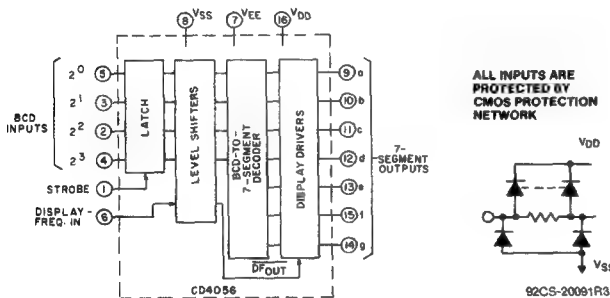 ⑧ VSS ⑦ VEE ⑯ VDD
2⁰ ⑤
2¹ ③
2² ②
2³ ④
BCD
INPUTS
STROBE ①
DISPLAY-
FREQ. IN ⑥
LATCH
LEVEL SHIFTERS
BCD-TO-
7-SEGMENT
DECODER
DISPLAY DRIVERS
DFOUT
CD4056
⑨ a
⑩ b
⑪ c
⑫ d
⑬ e
⑮ f
⑭ g
7-
SEGMENT
OUTPUTS
ALL INPUTS ARE
PROTECTED BY
CMOS PROTECTION
NETWORK
VDD
VSS
92CS-20091R3